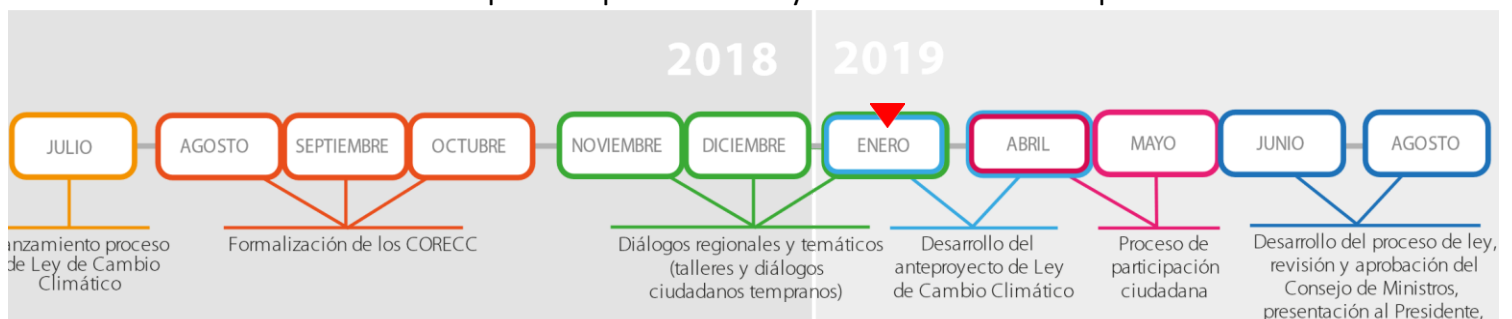 2018 2019
JULIO AGOSTO SEPTIEMBRE OCTUBRE NOVIEMBRE DICIEMBRE ENERO ABRIL MAYO JUNIO AGOSTO
anzamiento proceso
de Ley de Cambio
Climático
Formalización de los CORECC
Diálogos regionales y temáticos
(talleres y diálogos
ciudadanos tempranos)
Desarrollo del
anteproyecto de Ley
de Cambio Climático
Proceso de
participación
ciudadana
Desarrollo del proceso de ley,
revisión y aprobación del
Consejo de Ministros,
presentación al Presidente,